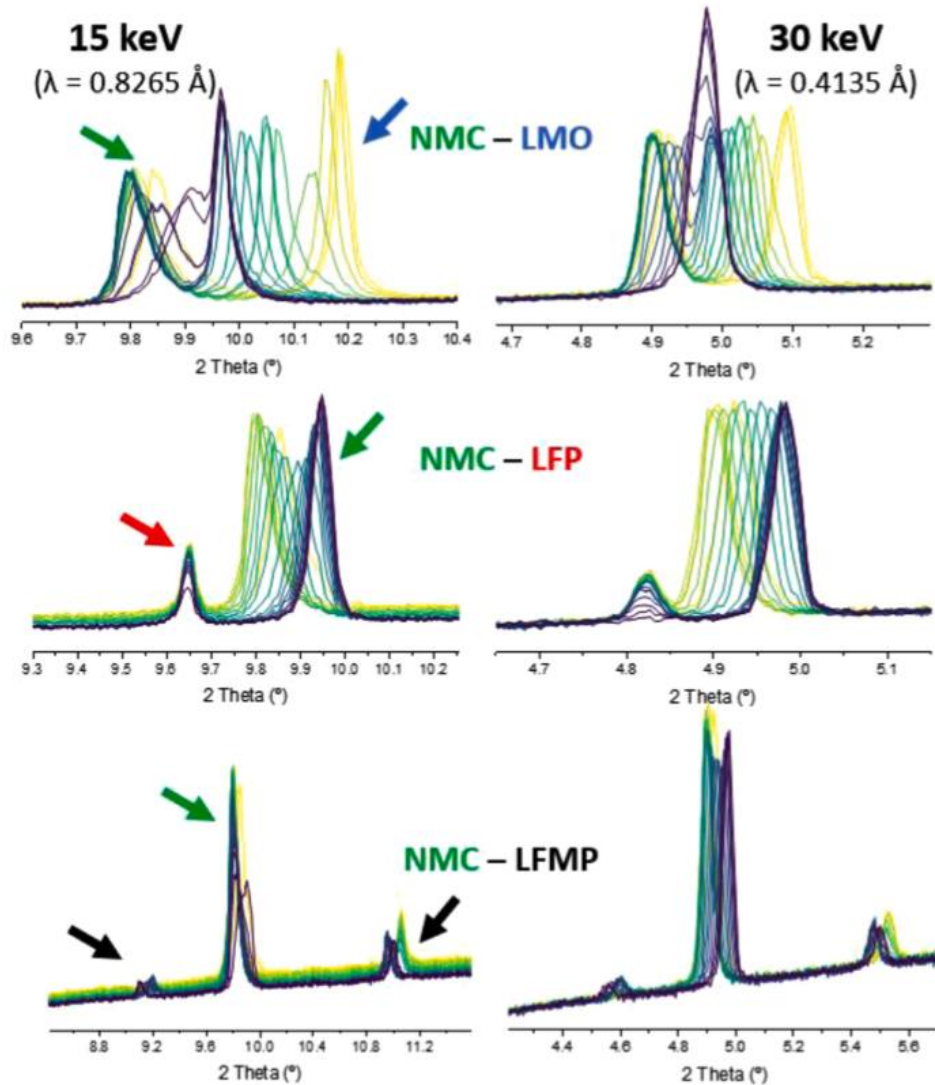 15 keV
(λ = 0.8265 Å)
30 keV
(λ = 0.4135 Å)
NMC – LMO
9.6 9.7 9.8 9.9 10.0 10.1 10.2 10.3 10.4
2 Theta (º)
4.7 4.8 4.9 5.0 5.1 5.2
2 Theta (º)
NMC – LFP
9.3 9.4 9.5 9.6 9.7 9.8 9.9 10.0 10.1 10.2
2 Theta (º)
4.7 4.8 4.9 5.0 5.1
2 Theta (º)
NMC – LFMP
8.8 9.2 9.6 10.0 10.4 10.8 11.2
2 Theta (º)
4.4 4.6 4.8 5.0 5.2 5.4 5.6
2 Theta (º)